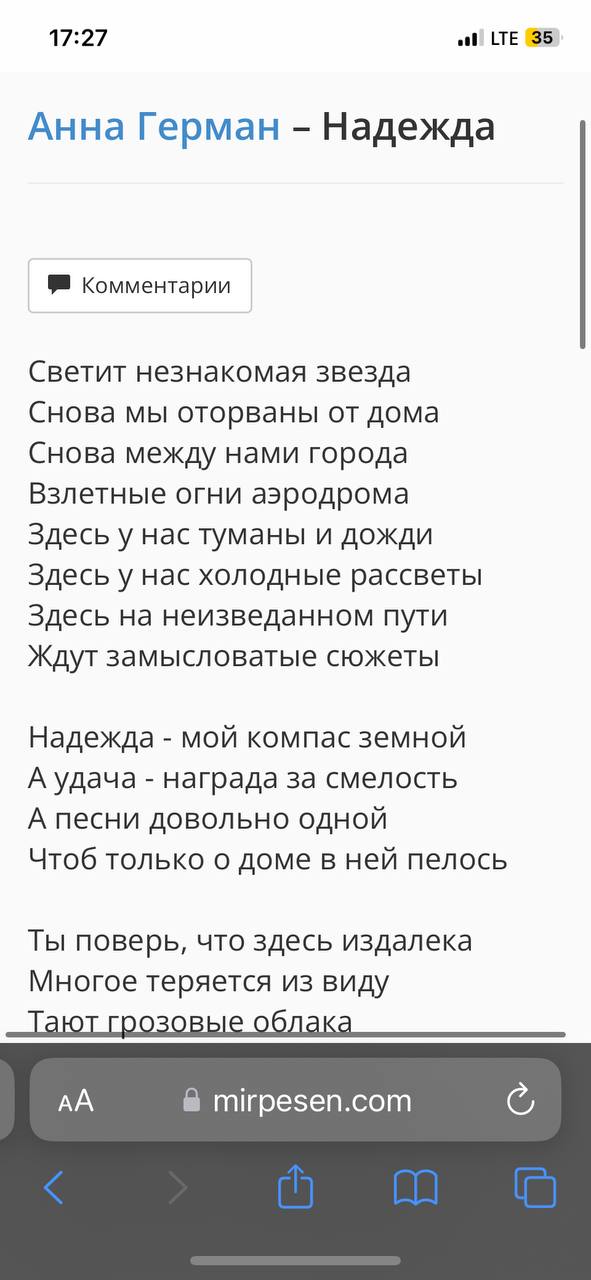 17:27
LTE 35
Анна Герман – Надежда
Комментарии
Светит незнакомая звезда
Снова мы оторваны от дома
Снова между нами города
Взлетные огни аэродрома
Здесь у нас туманы и дожди
Здесь у нас холодные рассветы
Здесь на неизведанном пути
Ждут замысловатые сюжеты
Надежда - мой компас земной
А удача - награда за смелость
А песни довольно одной
Чтоб только о доме в ней пелось
Ты поверь, что здесь издалека
Многое теряется из виду
Тают грозовые облака
AA mirpesen.com